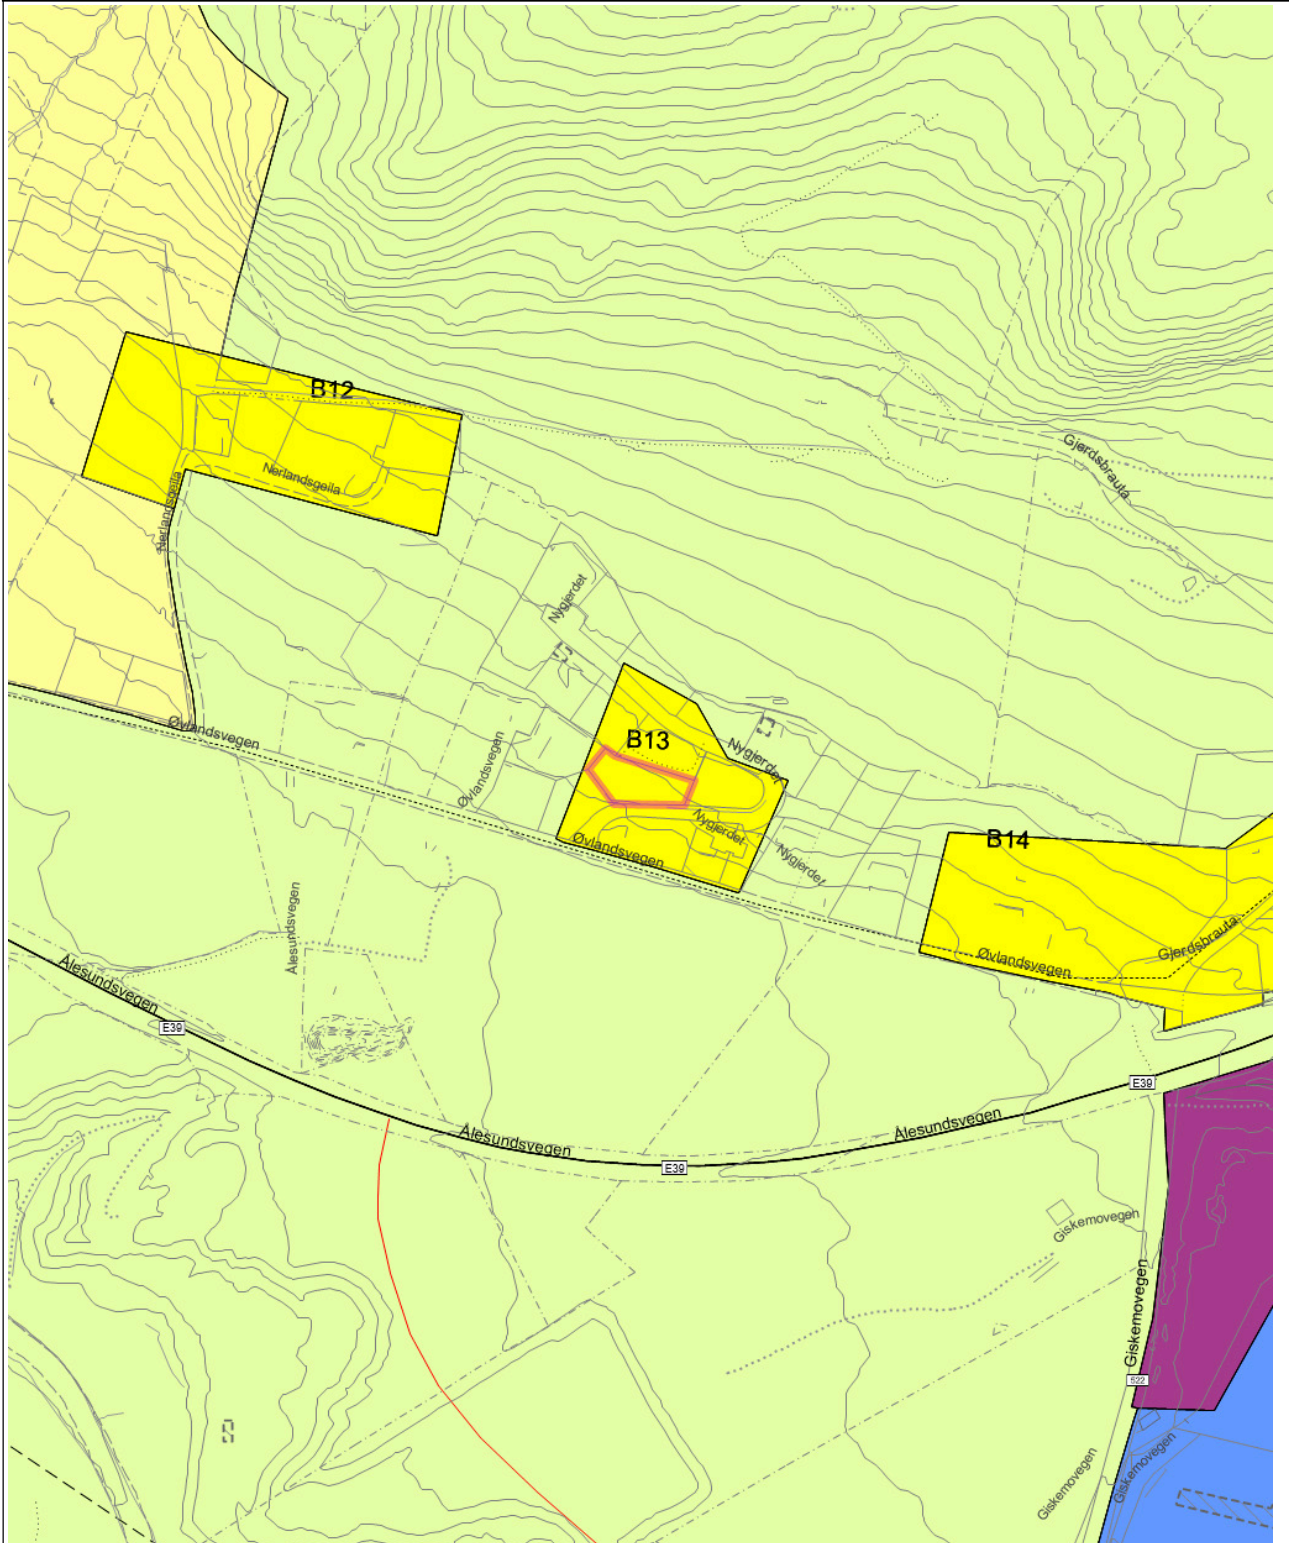 B12
Gjerdsbrauta
Nerlandsgeila
Nerlandsgeila
Nygjerdet
Øvlandsvegen
B13
Nygjerdet
Øvlandsvegen
Nygjerdet
Øvlandsvegen
Nygjerdet
B14
Ålesundsvegen
Øvlandsvegen
Gjerdsbrauta
Ålesundsvegen
E39
E39
Ålesundsvegen
Ålesundsvegen
E39
Giskemovegen
Giskemovegen
522
Giskemovegen
Giskemovegen